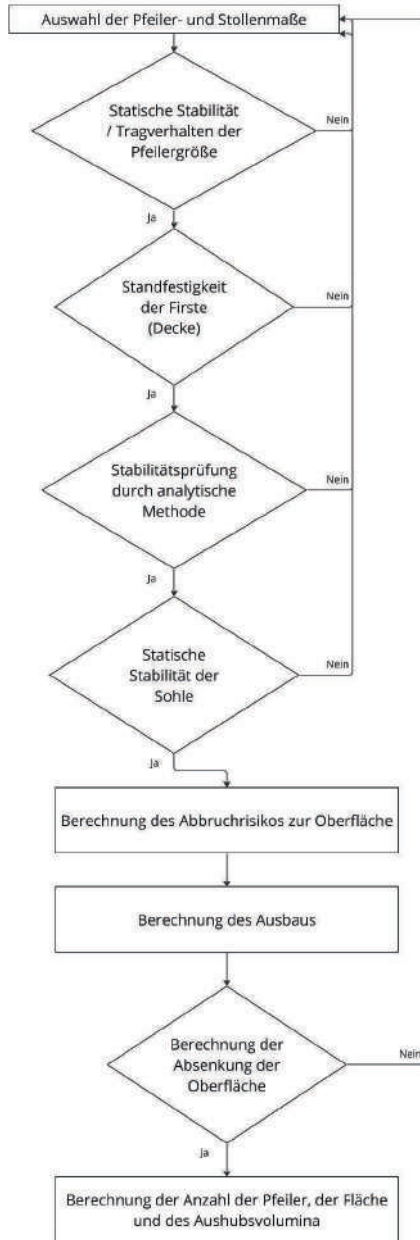 Auswahl der Pfeiler- und Stollenmaße
Statische Stabilität
/ Tragverhalten der
Pfeilergröße
Nein
Ja
Standfestigkeit
der Firste
(Decke)
Nein
Ja
Stabilitätsprüfung
durch analytische
Methode
Nein
Ja
Statische
Stabilität der
Sohle
Nein
Ja
Berechnung des Abbruchrisikos zur Oberfläche
Berechnung des Ausbaus
Berechnung der
Absenkung der
Oberfläche
Nein
Ja
Berechnung der Anzahl der Pfeiler, der Fläche
und des Aushubsvolumina